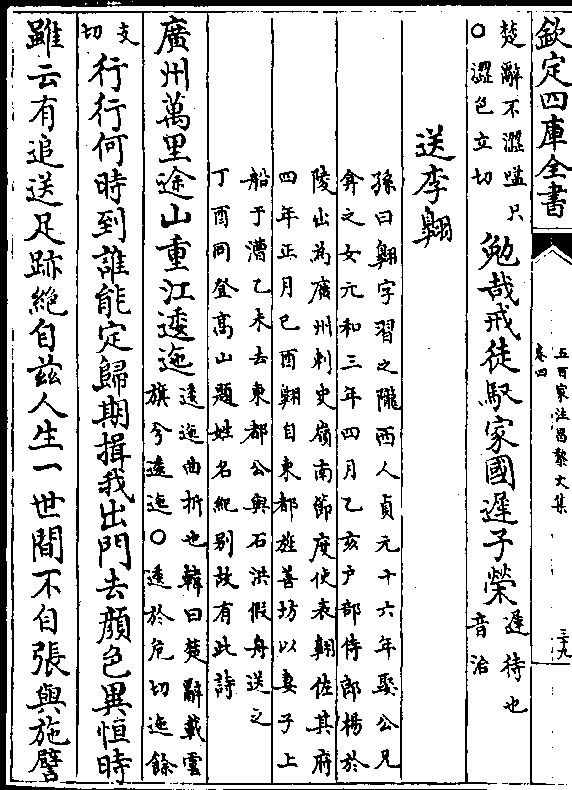 欽定四庫全書
五百家注昌黎文集
卷四
三十九
楚辭不澀嗌只
○澀色立切
勉哉戒徒馭家國遲子榮
遲待也
音治
送李翺
孫曰翺字習之隴西人貞元十六年娶公兄
弇之女元和三年四月乙亥户部侍郎楊於
陵出為廣州刺史嶺南節度使表翺佐其府
四年正月己酉翺自東都旌善坊以妻子上
船于漕乙未去東都公與石洪假舟送之
丁酉同登髙山題姓名紀别故有此詩
廣州萬里途山重江逶迤
逶迤曲折也韓曰楚辭載雲
旗兮逶迤○逶於危切迤餘
支
切
行行何時到誰能定歸期揖我出門去顔色異恒時
雖云有追送足跡絶自兹人生一世間不自張與施譬